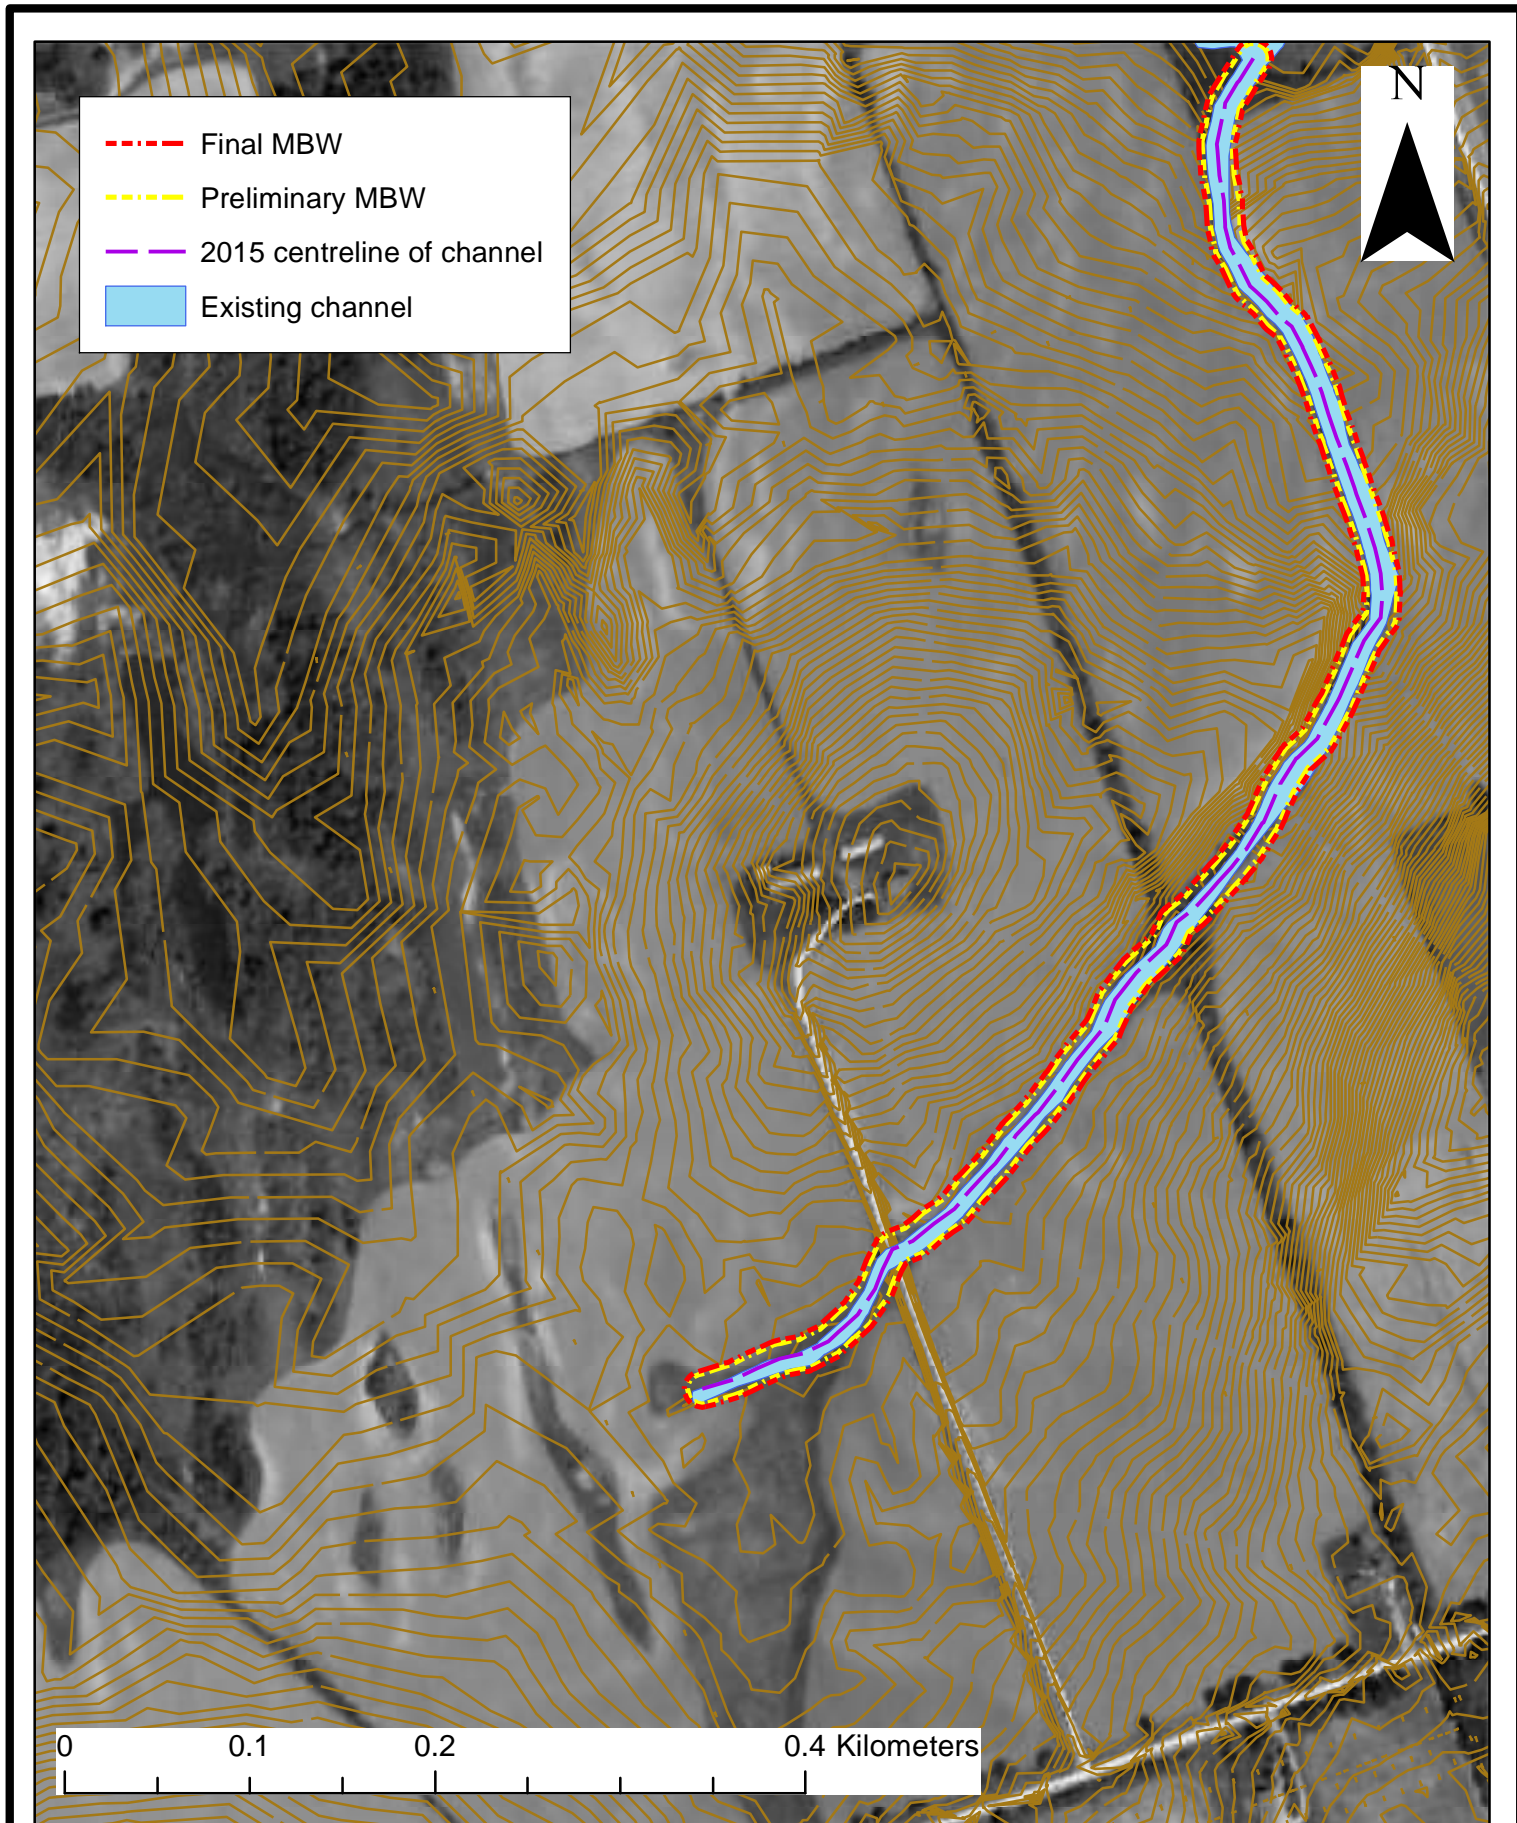 N
Final MBW
Preliminary MBW
2015 centreline of channel
Existing channel
0 0.1 0.2 0.4 Kilometers